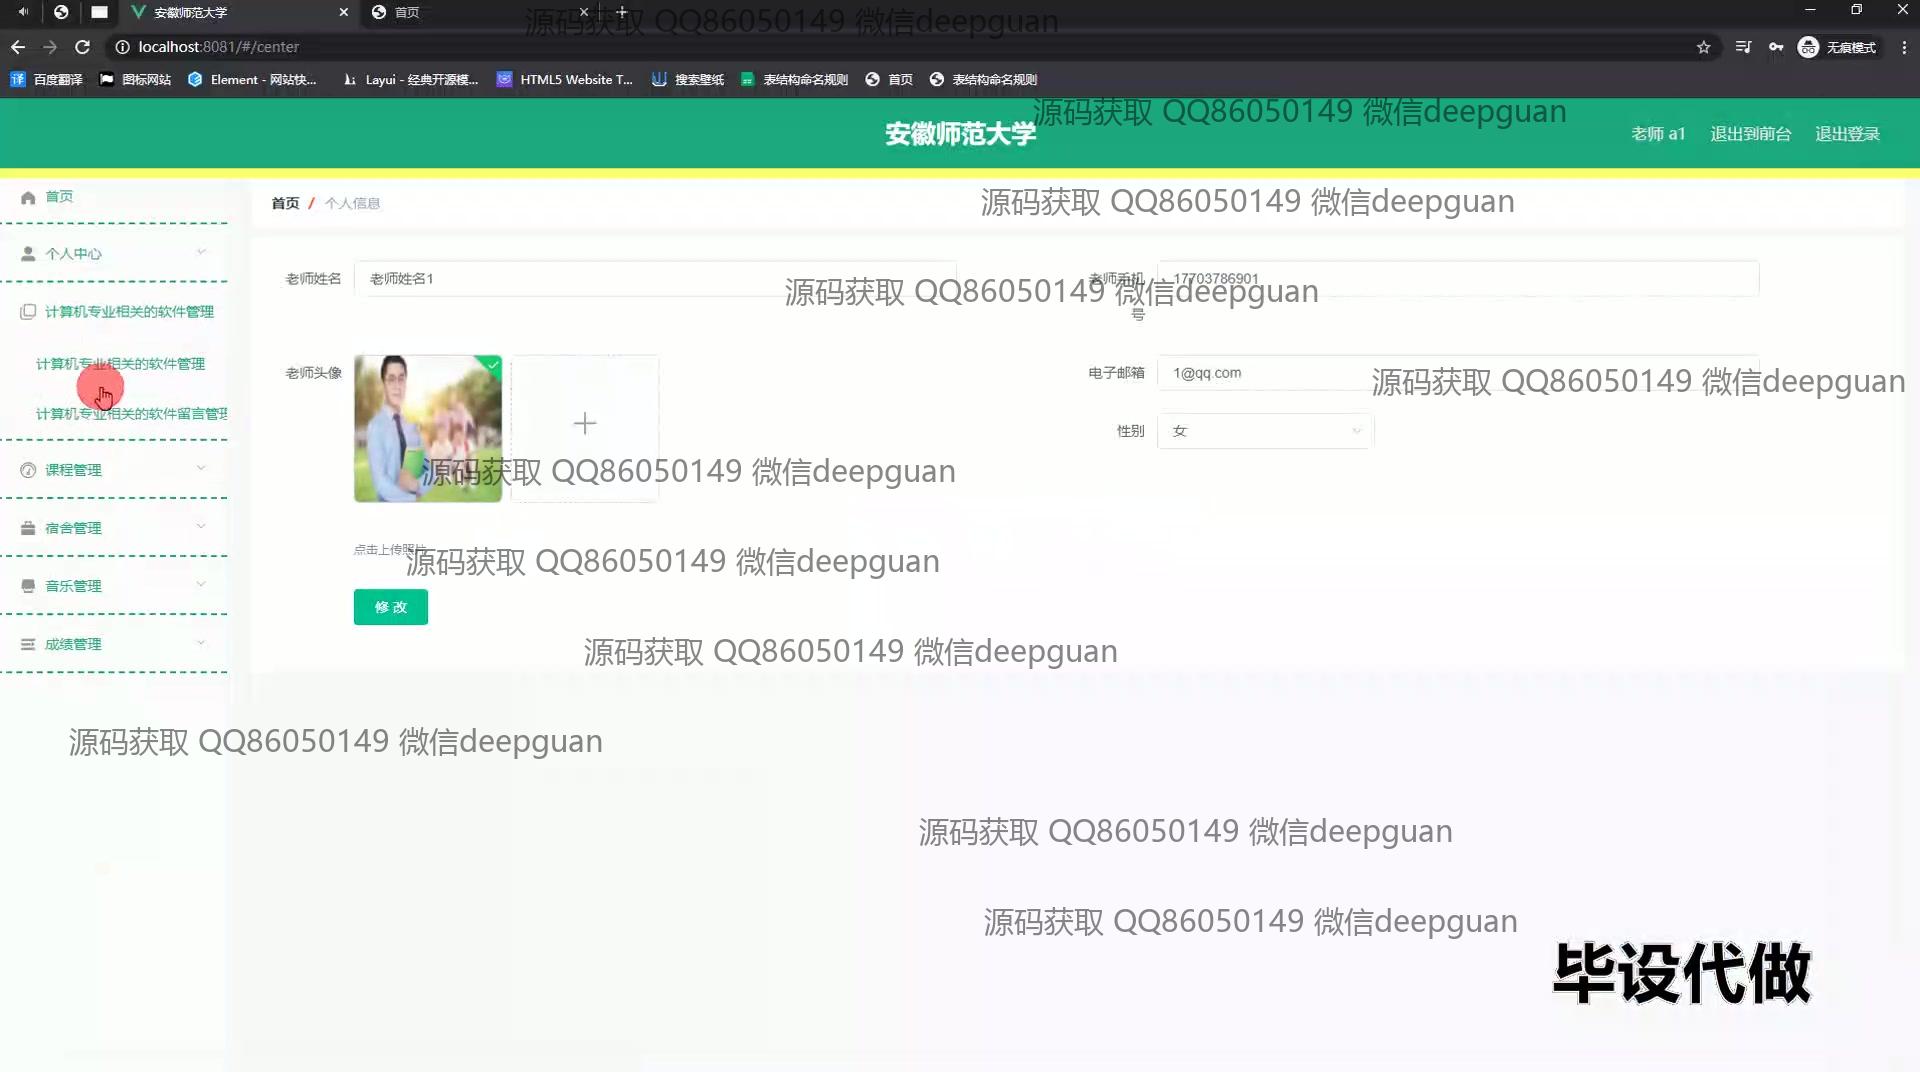 安徽师范大学
首页
源码获取 QQ86050149 微信deepguan
localhost:8081/#/center
无痕模式
百度翻译 图标网站 Element - 网站快... Layui - 经典开源模... HTML5 Website T... 搜索壁纸 表结构命名规则 首页 表结构命名规则
源码获取 QQ86050149 微信deepguan
安徽师范大学
老师 a1 退出到前台 退出登录
首页
首页 / 个人信息
源码获取 QQ86050149 微信deepguan
个人中心
老师姓名 老师姓名1
老师手机号 17703786901
源码获取 QQ86050149 微信deepguan
计算机专业相关的软件管理
计算机专业相关的软件管理
老师头像
电子邮箱 1@qq.com
源码获取 QQ86050149 微信deepguan
计算机专业相关的软件留言管理
性别 女
课程管理
源码获取 QQ86050149 微信deepguan
宿舍管理
点击上传照片
源码获取 QQ86050149 微信deepguan
音乐管理
修改
成绩管理
源码获取 QQ86050149 微信deepguan
源码获取 QQ86050149 微信deepguan
源码获取 QQ86050149 微信deepguan
源码获取 QQ86050149 微信deepguan
毕设代做